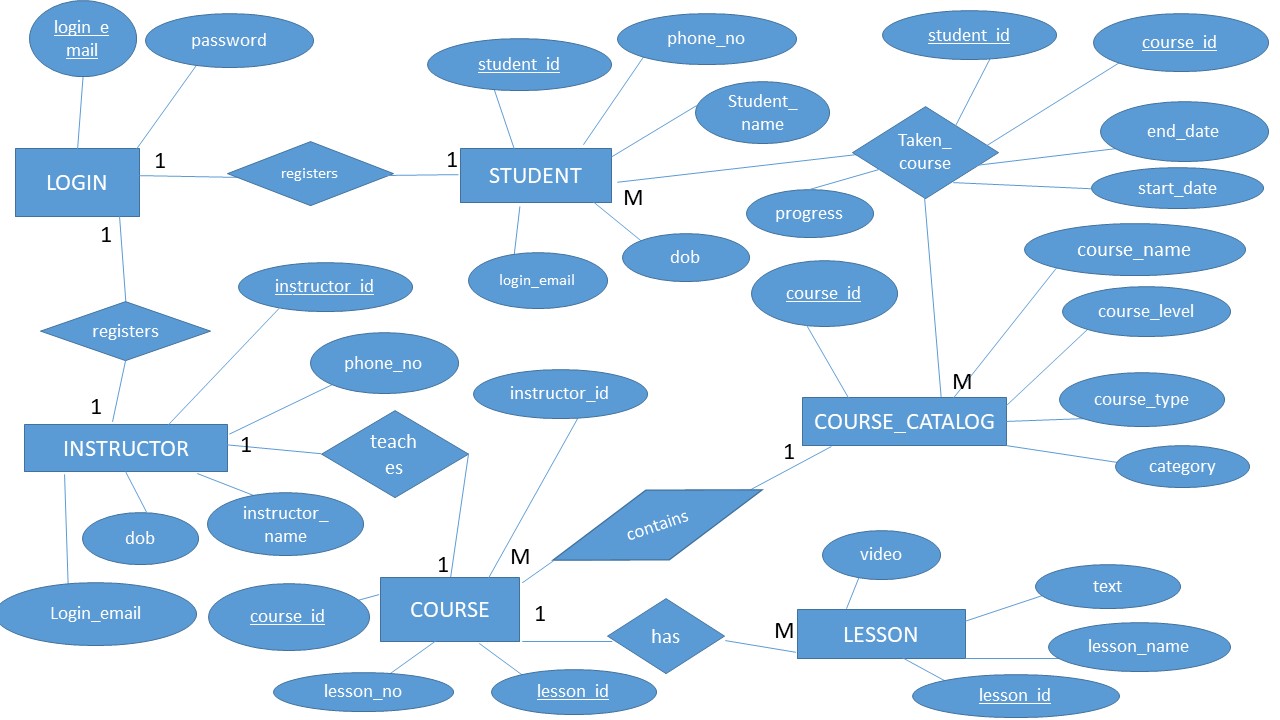 login_e
mail
password
student_id
phone_no
student_id
course_id
Student_
name
end_date
Taken_
course
LOGIN
1
registers
1
STUDENT
M
start_date
progress
1
dob
login_email
course_name
instructor_id
course_id
course_level
registers
phone_no
instructor_id
M
course_type
1
INSTRUCTOR
1
teach
es
COURSE_CATALOG
1
category
instructor_
name
dob
contains
M
1
video
text
Login_email
course_id
COURSE
1
has
M
LESSON
lesson_name
lesson_no
lesson_id
lesson_id